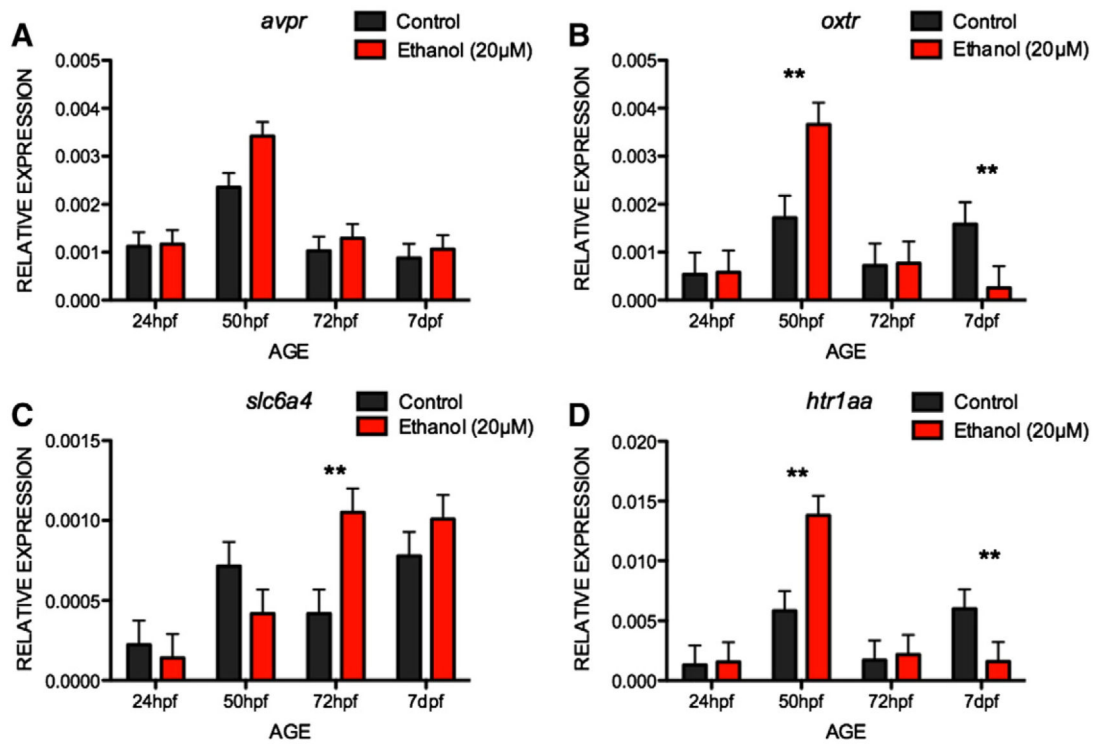 A
avpr
Control
Ethanol (20µM)
RELATIVE EXPRESSION
0.005
0.004
0.003
0.002
0.001
0.000
24hpf 50hpf 72hpf 7dpf
AGE
B
oxtr
Control
Ethanol (20µM)
RELATIVE EXPRESSION
0.005
0.004
0.003
0.002
0.001
0.000
**
**
24hpf 50hpf 72hpf 7dpf
AGE
C
slc6a4
Control
Ethanol (20µM)
RELATIVE EXPRESSION
0.0015
0.0010
0.0005
0.0000
**
24hpf 50hpf 72hpf 7dpf
AGE
D
htr1aa
Control
Ethanol (20µM)
RELATIVE EXPRESSION
0.020
0.015
0.010
0.005
0.000
**
**
24hpf 50hpf 72hpf 7dpf
AGE